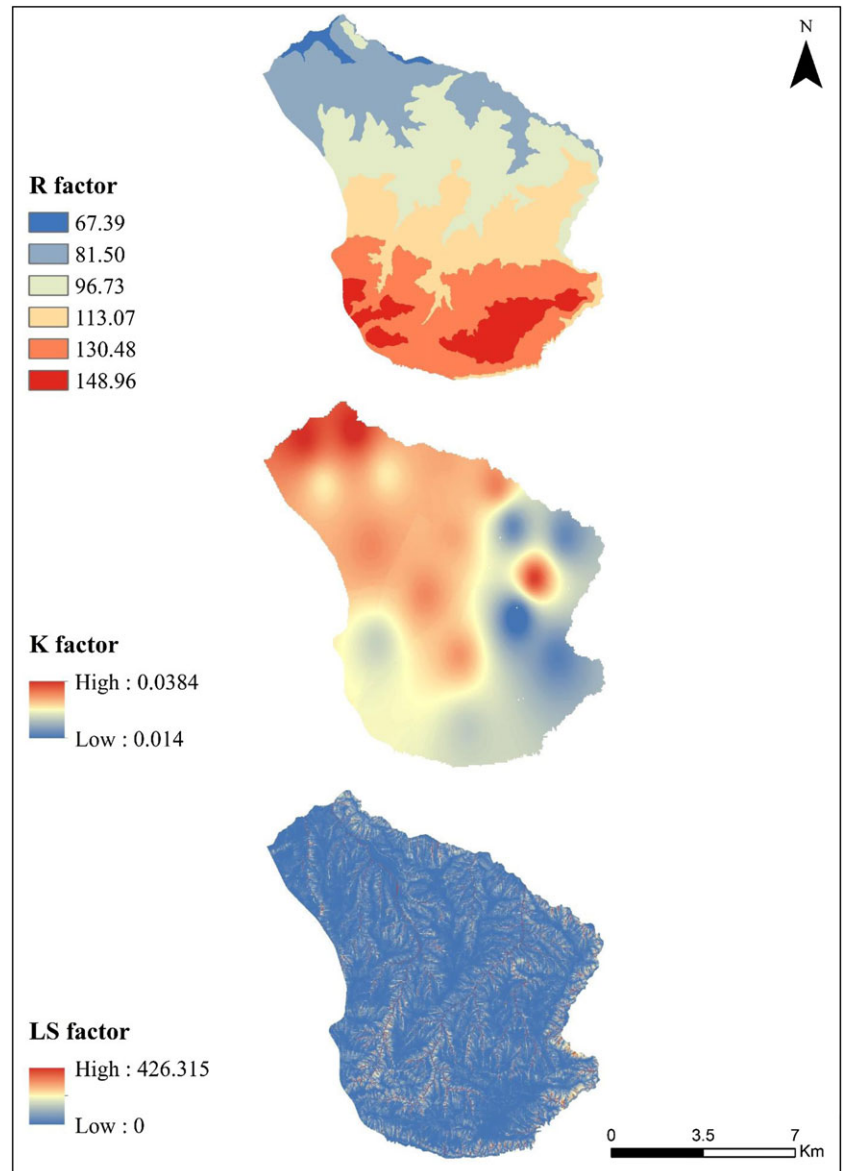 N
R factor
67.39
81.50
96.73
113.07
130.48
148.96
K factor
High : 0.0384
Low : 0.014
LS factor
High : 426.315
Low : 0
0 3.5 7
Km